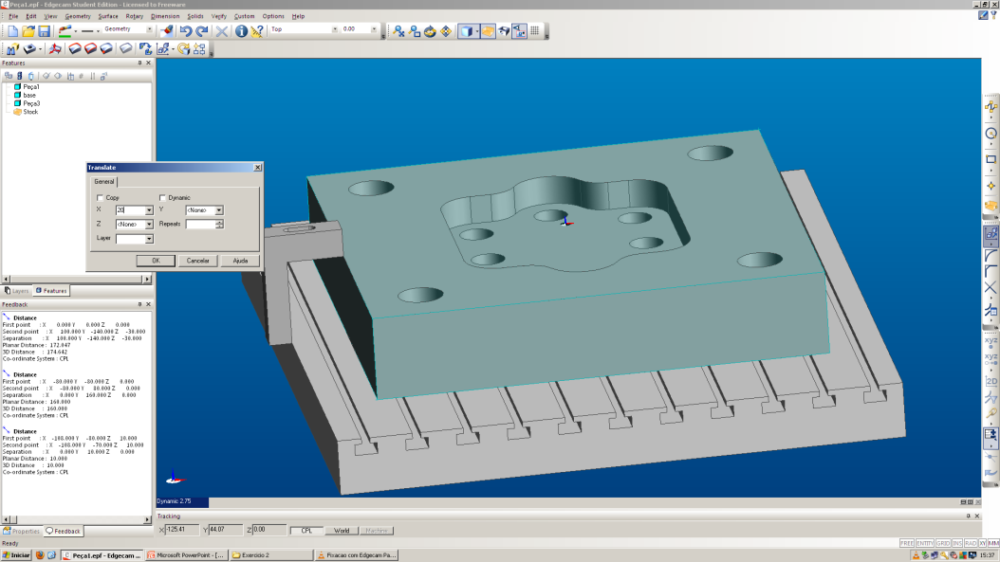 Peça1.epf - Edgecam Student Edition - Licensed to Freeware
File Edit View Geometry Surface Rotary Dimension Solids Verify Custom Options Help
Geometry Top 0.00
Features
Peça1
base
Peça3
Stock
Translate
General
Copy Dynamic
X 20 Y <None>
Z <None> Repeats
Layer
OK Cancelar Ajuda
Layers Features
Feedback
Distance
First point : X 0.000 Y 0.000 Z 0.000
Second point : X 100.000 Y -140.000 Z -30.000
Separation : X 100.000 Y -140.000 Z -30.000
Planar Distance : 172.047
3D Distance : 174.642
Co-ordinate System : CPL
Distance
First point : X -80.000 Y -80.000 Z 0.000
Second point : X -80.000 Y 80.000 Z 0.000
Separation : X 0.000 Y 160.000 Z 0.000
Planar Distance : 160.000
3D Distance : 160.000
Co-ordinate System : CPL
Distance
First point : X -108.000 Y -80.000 Z 10.000
Second point : X -108.000 Y -70.000 Z 10.000
Separation : X 0.000 Y 10.000 Z 0.000
Planar Distance : 10.000
3D Distance : 10.000
Co-ordinate System : CPL
Dynamic 2.75
Tracking
Properties Feedback
X -125.41 Y 44.07 Z 0.00 CPL World Machine
xyz
xyz
2D
Ready
FREE ENTITY GRID INS RAD XY MM
Iniciar Peça1.epf - Edgecam ... Microsoft PowerPoint - [... Exercício 2 Fixacao com Edgecam Pa... 15:37